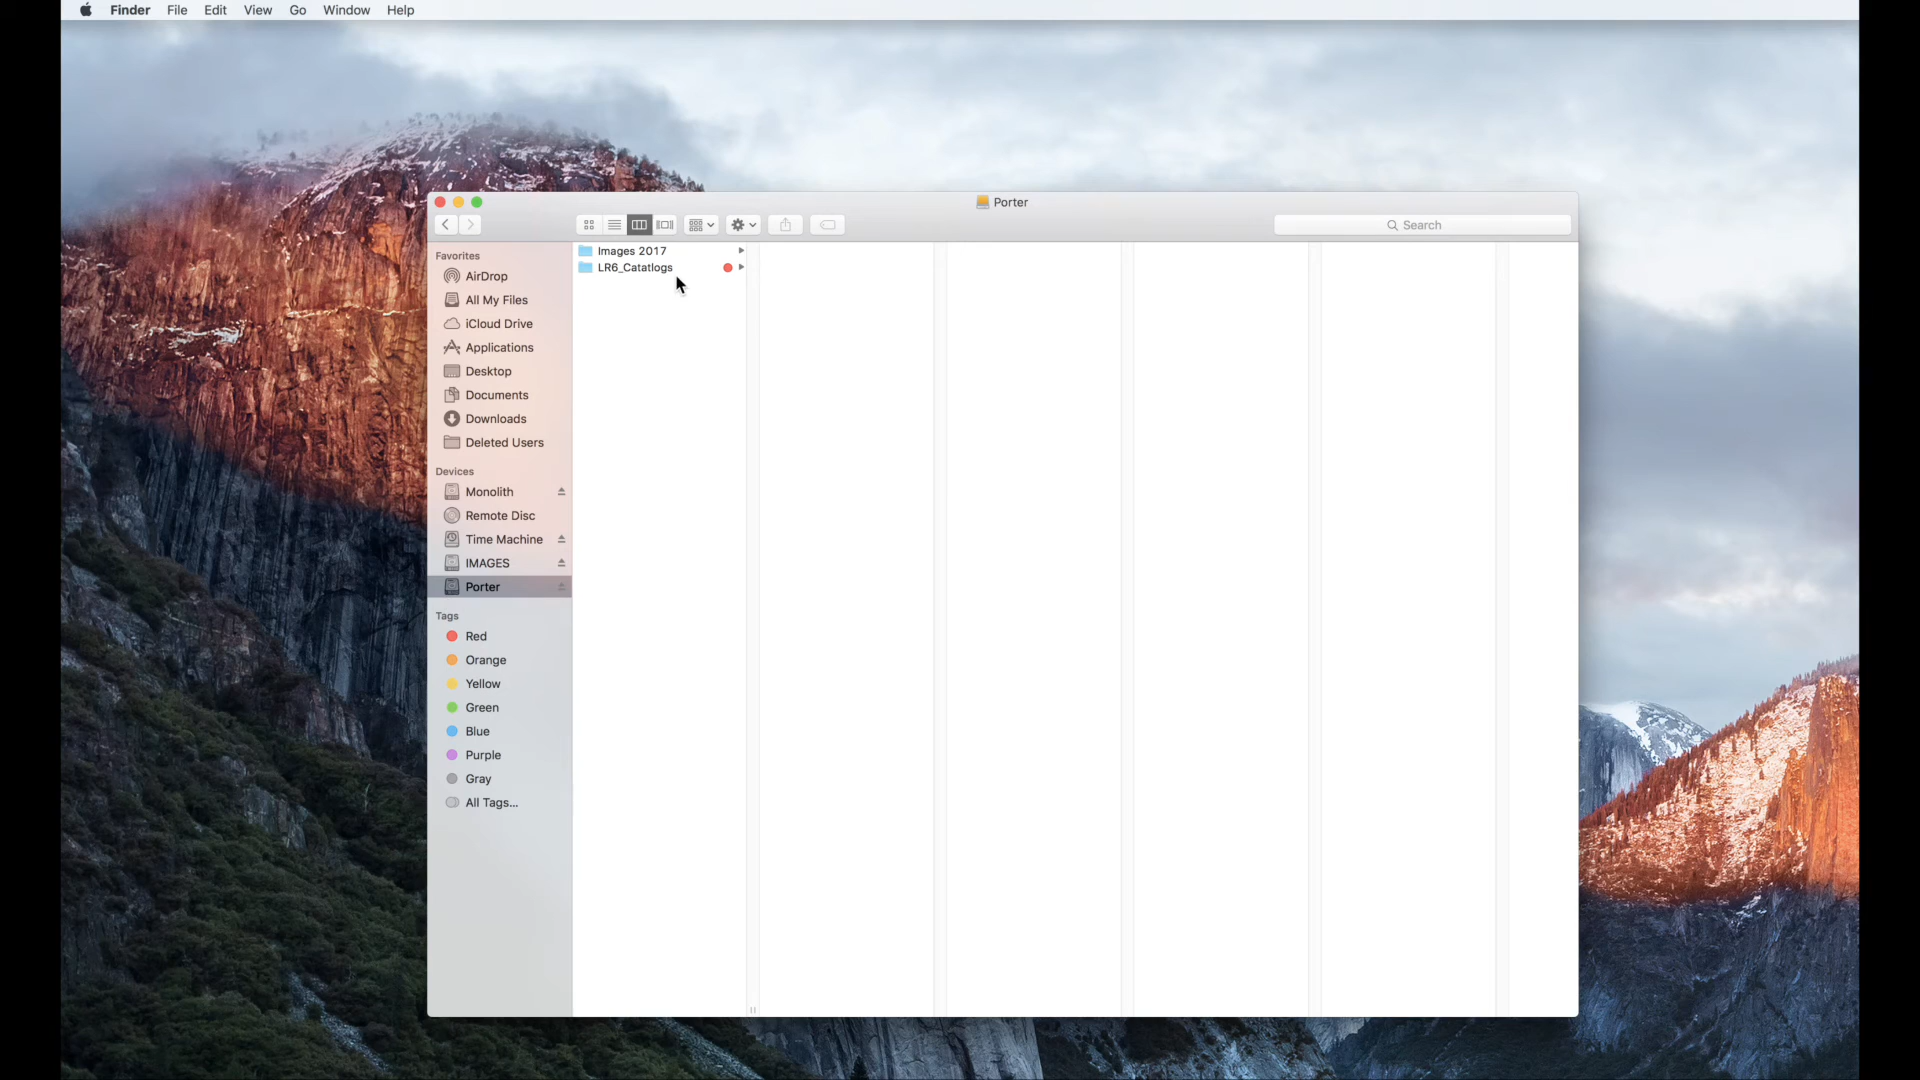 Finder File Edit View Go Window Help
Porter
Search
Favorites
AirDrop
All My Files
iCloud Drive
Applications
Desktop
Documents
Downloads
Deleted Users
Devices
Monolith
Remote Disc
Time Machine
IMAGES
Porter
Tags
Red
Orange
Yellow
Green
Blue
Purple
Gray
All Tags...
Images 2017
LR6_Catatlogs